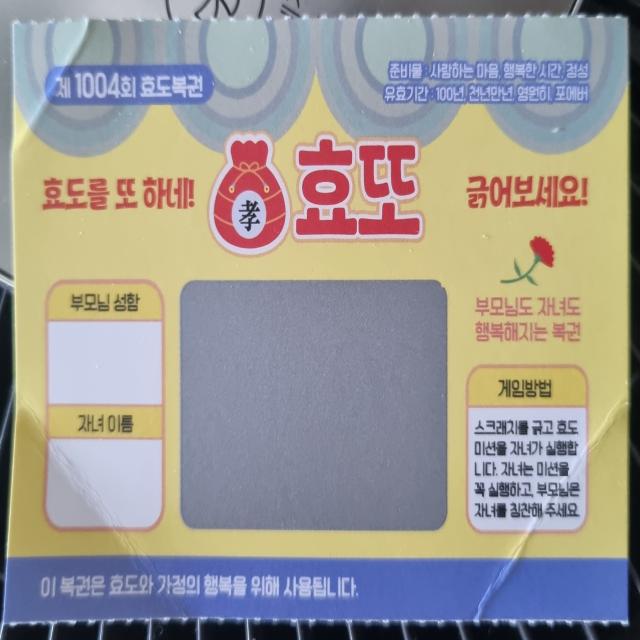 제 1004회 효도복권
준비물 : 사랑하는 마음, 행복한 시간, 정성
유효기간 : 100년, 천년만년, 영원히, 포에버
효도를 또 하네!
孝
효또
긁어보세요!
부모님도 자녀도
행복해지는 복권
부모님 성함
자녀 이름
게임방법
스크래치를 긁고 효도
미션을 자녀가 실행합
니다. 자녀는 미션을
꼭 실행하고, 부모님은
자녀를 칭찬해 주세요.
이 복권은 효도와 가정의 행복을 위해 사용됩니다.